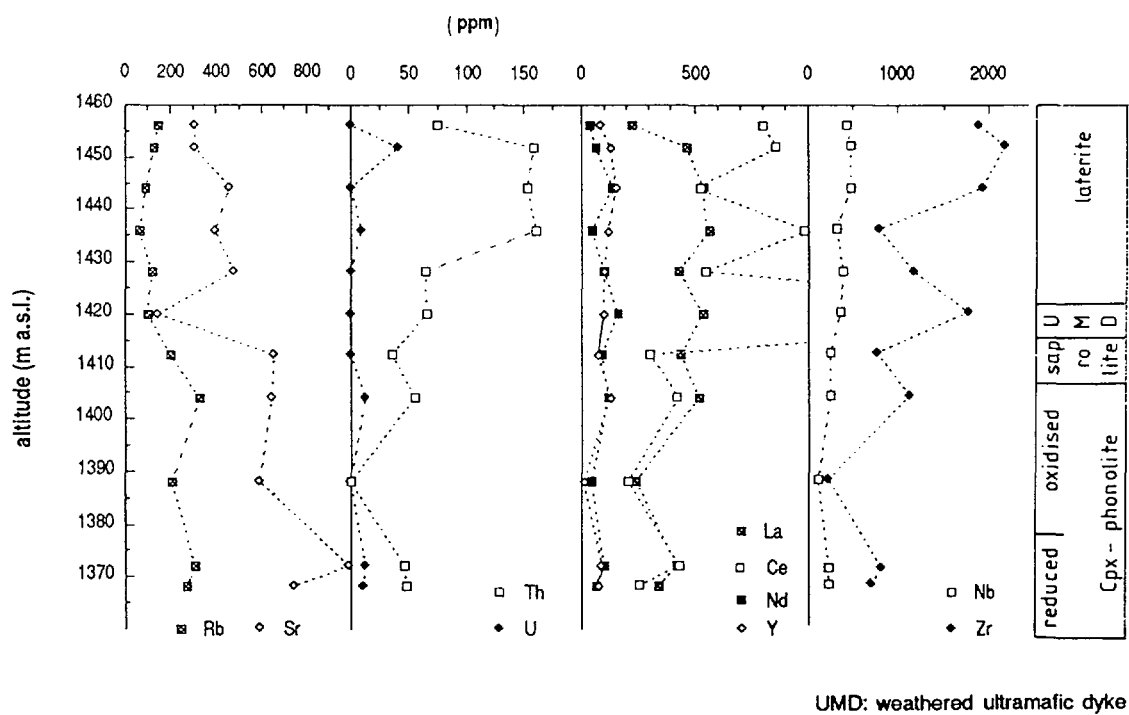 ( ppm)
0 200 400 600 800 0 50 100 150 0 500 0 1000 2000
1460
1450
1440
1430
1420
1410
1400
1390
1380
1370
altitude (m a.s.l.)
Rb Sr
Th
U
La
Ce
Nd
Y
Nb
Zr
laterite
U M D
sap ro lite
oxidised
reduced
Cpx - phonolite
UMD: weathered ultramafic dyke